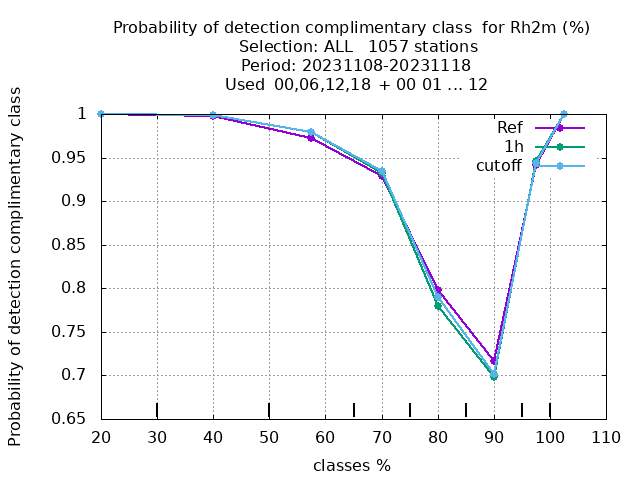 Probability of detection complimentary class  for Rh2m (%)
Selection: ALL   1057 stations
Period: 20231108-20231118
Used  00,06,12,18  + 00 01 ... 12
Probability of detection complimentary class
1
0.95
0.9
0.85
0.8
0.75
0.7
0.65
Ref
1h
cutoff
20 30 40 50 60 70 80 90 100 110
classes %